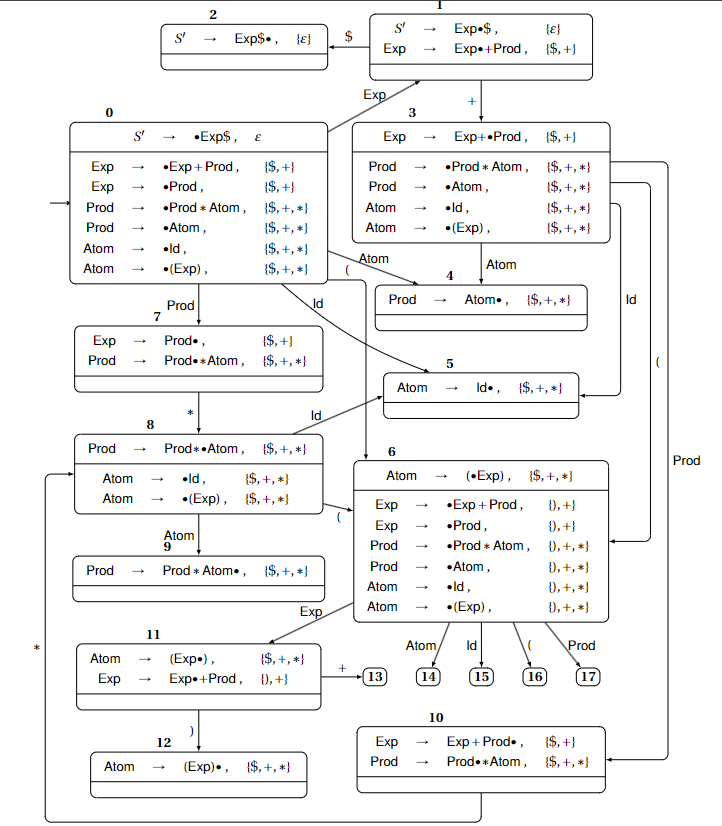 2
S′ → Exp$•, {ε}
$
1
S′ → Exp•$, {ε}
Exp → Exp•+Prod, {$,+}
Exp
+
0
S′ → •Exp$, ε
Exp → •Exp+Prod, {$,+}
Exp → •Prod, {$,+}
Prod → •Prod∗Atom, {$,+,∗}
Prod → •Atom, {$,+,∗}
Atom → •Id, {$,+,∗}
Atom → •(Exp), {$,+,∗}
3
Exp → Exp+•Prod, {$,+}
Prod → •Prod∗Atom, {$,+,∗}
Prod → •Atom, {$,+,∗}
Atom → •Id, {$,+,∗}
Atom → •(Exp), {$,+,∗}
Atom
(
Atom
Id
4
Prod → Atom•, {$,+,∗}
Id
(
Prod
Prod
7
Exp → Prod•, {$,+}
Prod → Prod•∗Atom, {$,+,∗}
5
Atom → Id•, {$,+,∗}
∗
Id
8
Prod → Prod∗•Atom, {$,+,∗}
Atom → •Id, {$,+,∗}
Atom → •(Exp), {$,+,∗}
(
6
Atom → (•Exp), {$,+,∗}
Exp → •Exp+Prod, {),+}
Exp → •Prod, {),+}
Prod → •Prod∗Atom, {),+,∗}
Prod → •Atom, {),+,∗}
Atom → •Id, {),+,∗}
Atom → •(Exp), {),+,∗}
Atom
9
Prod → Prod∗Atom•, {$,+,∗}
Exp
Atom
Id
(
Prod
∗
11
Atom → (Exp•), {$,+,∗}
Exp → Exp•+Prod, {),+}
+
13
14
15
16
17
)
12
Atom → (Exp)•, {$,+,∗}
10
Exp → Exp+Prod•, {$,+}
Prod → Prod•∗Atom, {$,+,∗}